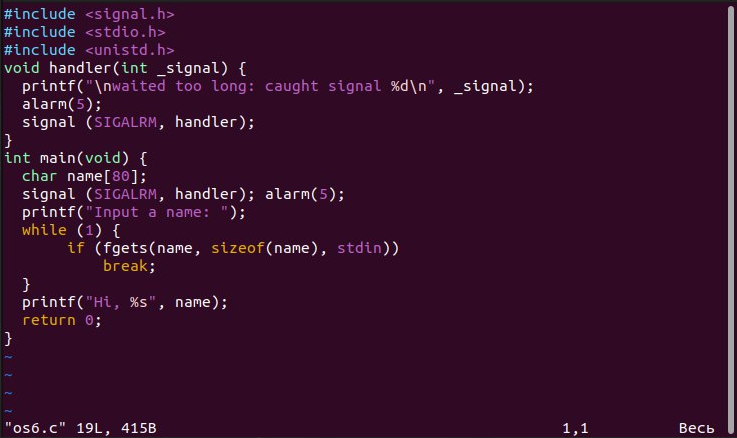 #include <signal.h>
#include <stdio.h>
#include <unistd.h>
void handler(int _signal) {
  printf("\nwaited too long: caught signal %d\n", _signal);
  alarm(5);
  signal (SIGALRM, handler);
}
int main(void) {
  char name[80];
  signal (SIGALRM, handler); alarm(5);
  printf("Input a name: ");
  while (1) {
       if (fgets(name, sizeof(name), stdin))
           break;
  }
  printf("Hi, %s", name);
  return 0;
}
~
~
~
~
"os6.c" 19L, 415B 1,1 Весь